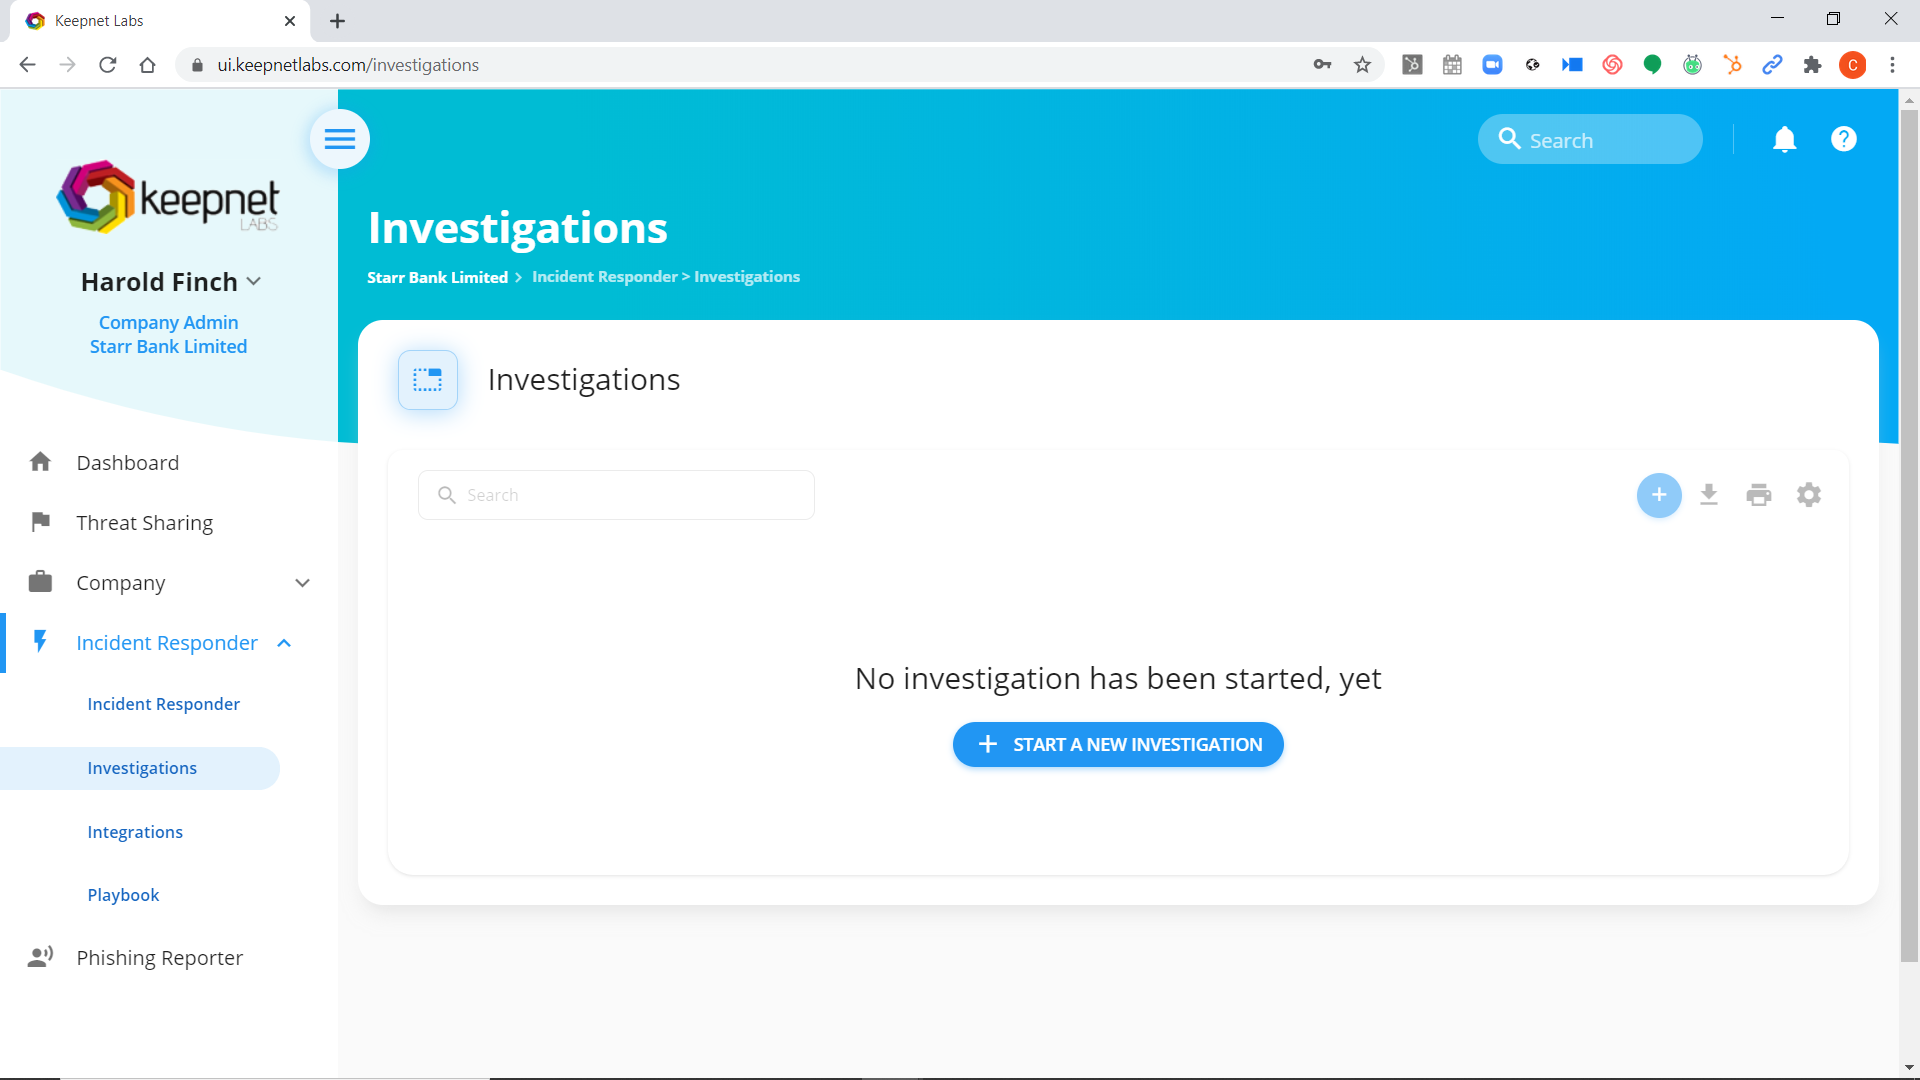 Keepnet Labs
ui.keepnetlabs.com/investigations
C
keepnet
LABS
Harold Finch
Company Admin
Starr Bank Limited
Dashboard
Threat Sharing
Company
Incident Responder
Incident Responder
Investigations
Integrations
Playbook
Phishing Reporter
Search
Investigations
Starr Bank Limited > Incident Responder > Investigations
Investigations
Search
No investigation has been started, yet
+ START A NEW INVESTIGATION